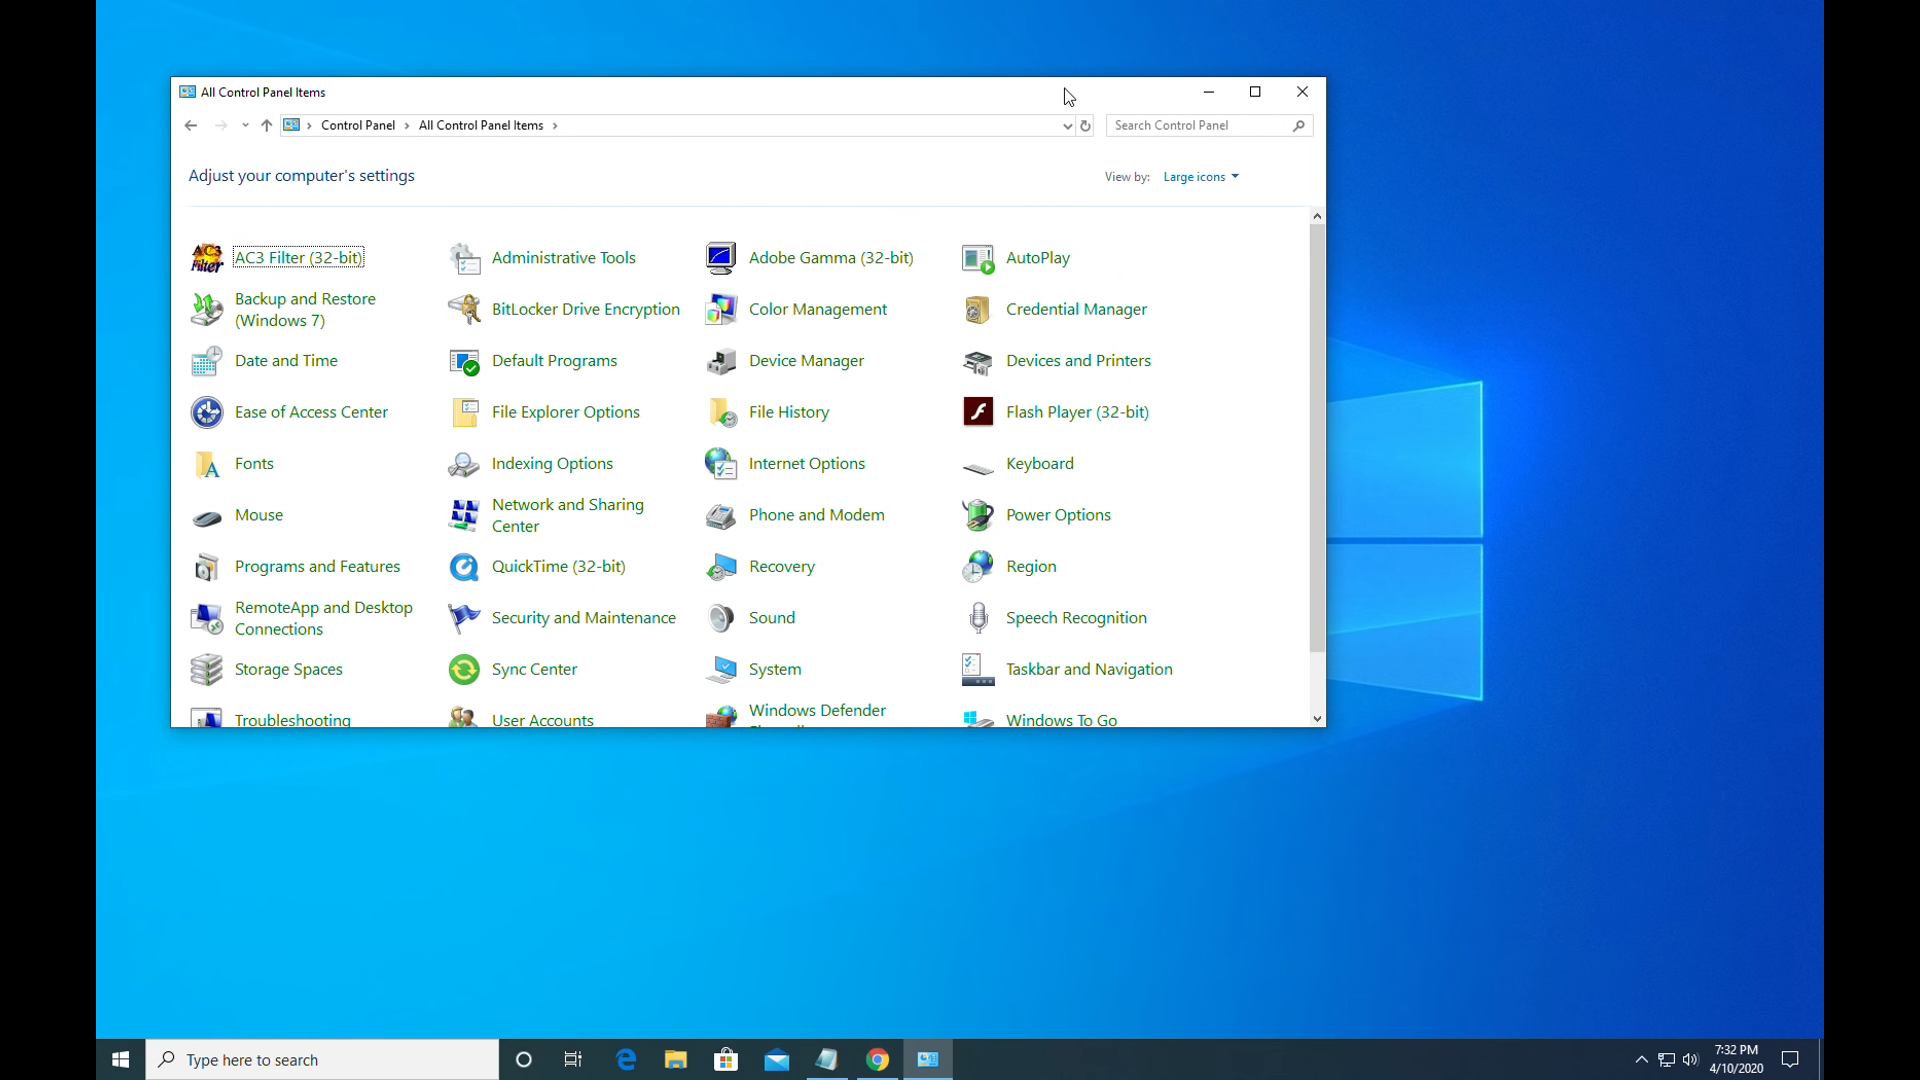 All Control Panel Items
Control Panel
All Control Panel Items
Search Control Panel
Adjust your computer's settings
View by: Large icons
AC3 Filter (32-bit)
Administrative Tools
Adobe Gamma (32-bit)
AutoPlay
Backup and Restore
(Windows 7)
BitLocker Drive Encryption
Color Management
Credential Manager
Date and Time
Default Programs
Device Manager
Devices and Printers
Ease of Access Center
File Explorer Options
File History
Flash Player (32-bit)
Fonts
Indexing Options
Internet Options
Keyboard
Mouse
Network and Sharing
Center
Phone and Modem
Power Options
Programs and Features
QuickTime (32-bit)
Recovery
Region
RemoteApp and Desktop
Connections
Security and Maintenance
Sound
Speech Recognition
Storage Spaces
Sync Center
System
Taskbar and Navigation
Troubleshooting
User Accounts
Windows Defender
Windows To Go
Type here to search
7:32 PM
4/10/2020